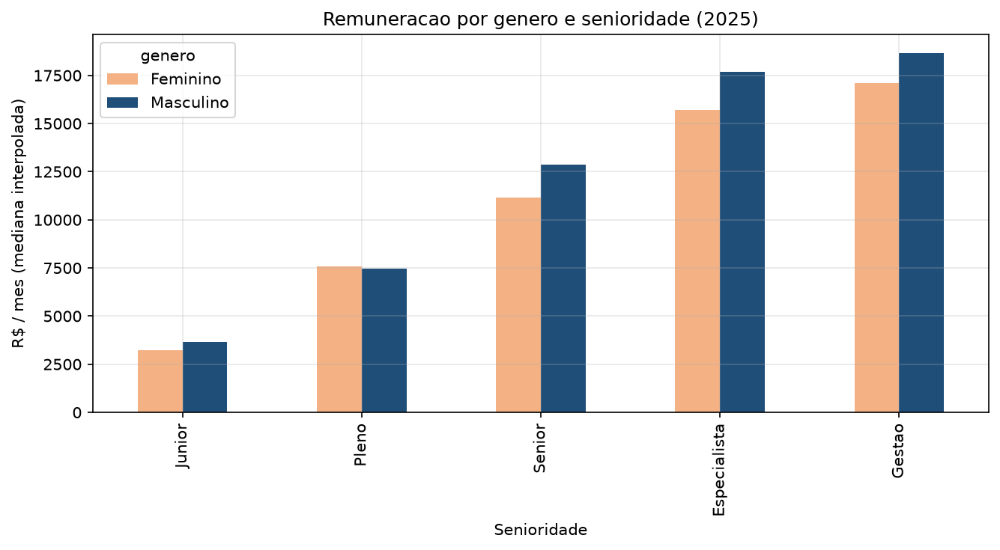 Remuneracao por genero e senioridade (2025)
genero
Feminino
Masculino
R$ / mes (mediana interpolada)
17500
15000
12500
10000
7500
5000
2500
0
Junior
Pleno
Senior
Especialista
Gestao
Senioridade